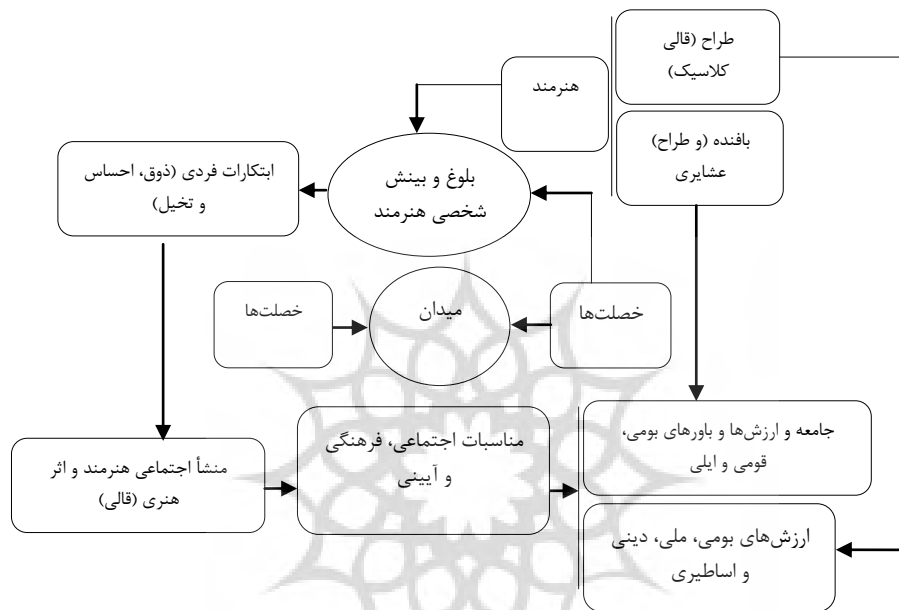 طراح (قالی
کلاسیک)
هنرمند
بافنده (و طراح)
عشایری
بلوغ و بینش
شخصی هنرمند
ابتکارات فردی (ذوق، احساس
و تخیل)
خصلت‌ها
میدان
خصلت‌ها
جامعه و ارزش‌ها و باورهای بومی،
قومی و ایلی
مناسبات اجتماعی، فرهنگی
و آیینی
منشأ اجتماعی هنرمند و اثر
هنری (قالی)
ارزش‌های بومی، ملی، دینی
و اساطیری